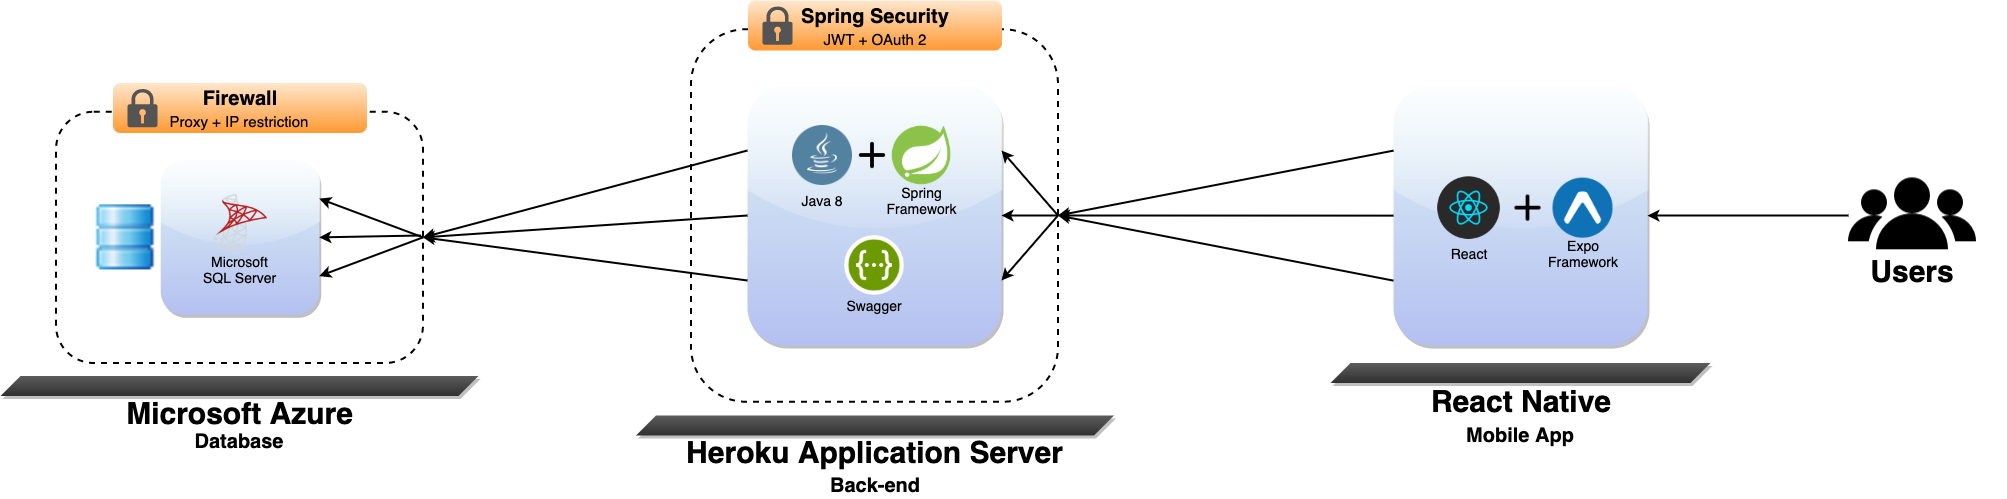 Firewall
Proxy + IP restriction
Microsoft
SQL Server
Microsoft Azure
Database
Spring Security
JWT + OAuth 2
Java 8
Spring
Framework
Swagger
Heroku Application Server
Back-end
React
Expo
Framework
React Native
Mobile App
Users